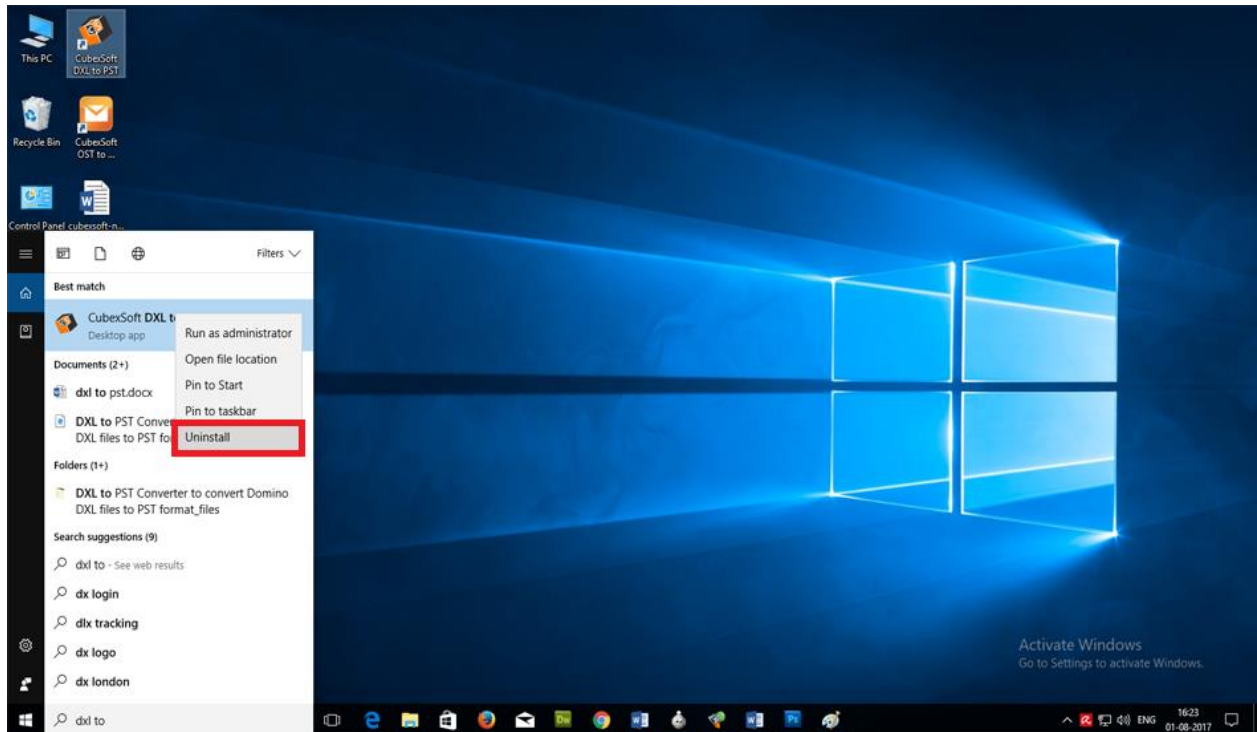 This PC
CubexSoft
DXL to PST
Recycle Bin
CubexSoft
OST to ...
W
Control Panel
cubexsoft-n...
Filters
Best match
CubexSoft DXL to
Desktop app
Run as administrator
Open file location
Pin to Start
Pin to taskbar
Uninstall
Documents (2+)
dxl to pst.docx
DXL to PST Conve
DXL files to PST fo
Folders (1+)
DXL to PST Converter to convert Domino
DXL files to PST format_files
Search suggestions (9)
dxl to - See web results
dx login
dlx tracking
dx logo
dx london
dxl to
Activate Windows
Go to Settings to activate Windows.
Dw
W
W
Ps
ENG
16:23
01-08-2017